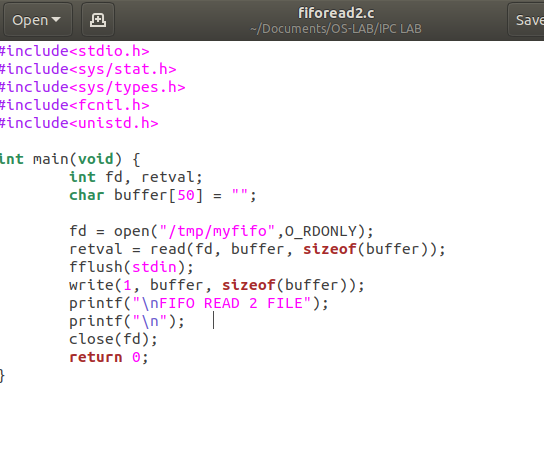 Open
fiforead2.c
~/Documents/OS-LAB/IPC LAB
Save
#include<stdio.h>
#include<sys/stat.h>
#include<sys/types.h>
#include<fcntl.h>
#include<unistd.h>
int main(void) {
int fd, retval;
char buffer[50] = "";
fd = open("/tmp/myfifo",O_RDONLY);
retval = read(fd, buffer, sizeof(buffer));
fflush(stdin);
write(1, buffer, sizeof(buffer));
printf("\nFIFO READ 2 FILE");
printf("\n");
close(fd);
return 0;
}